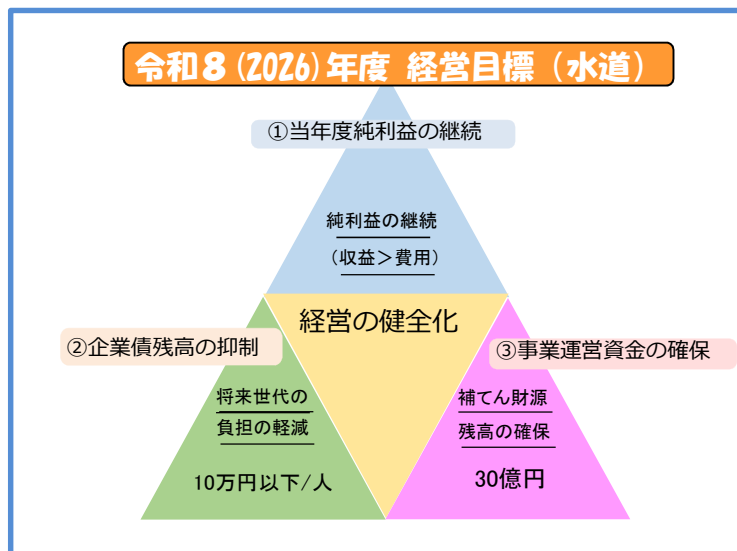 令和８(2026)年度 経営目標（水道）
①当年度純利益の継続
純利益の継続
（収益＞費用）
経営の健全化
②企業債残高の抑制
将来世代の
負担の軽減
10万円以下/人
③事業運営資金の確保
補てん財源
残高の確保
30億円